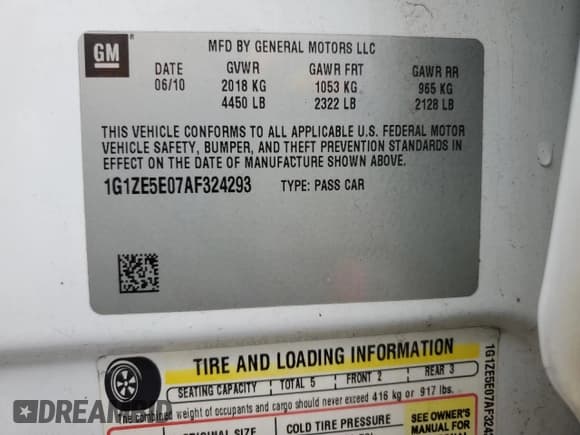 GM
MFD BY GENERAL MOTORS LLC
DATE GVWR GAWR FRT GAWR RR
06/10 2018 KG 1053 KG 965 KG
4450 LB 2322 LB 2128 LB
THIS VEHICLE CONFORMS TO ALL APPLICABLE U.S. FEDERAL MOTOR
VEHICLE SAFETY, BUMPER, AND THEFT PREVENTION STANDARDS IN
EFFECT ON THE DATE OF MANUFACTURE SHOWN ABOVE.
1G1ZE5E07AF324293 TYPE: PASS CAR
TIRE AND LOADING INFORMATION
SEATING CAPACITY TOTAL 5 FRONT 2 REAR 3
The combined weight of occupants and cargo should never exceed 416 kg or 917 lbs.
COLD TIRE PRESSURE
SEE OWNER'S
MANUAL FOR
1G1ZE5E07AF324
DREAMBID